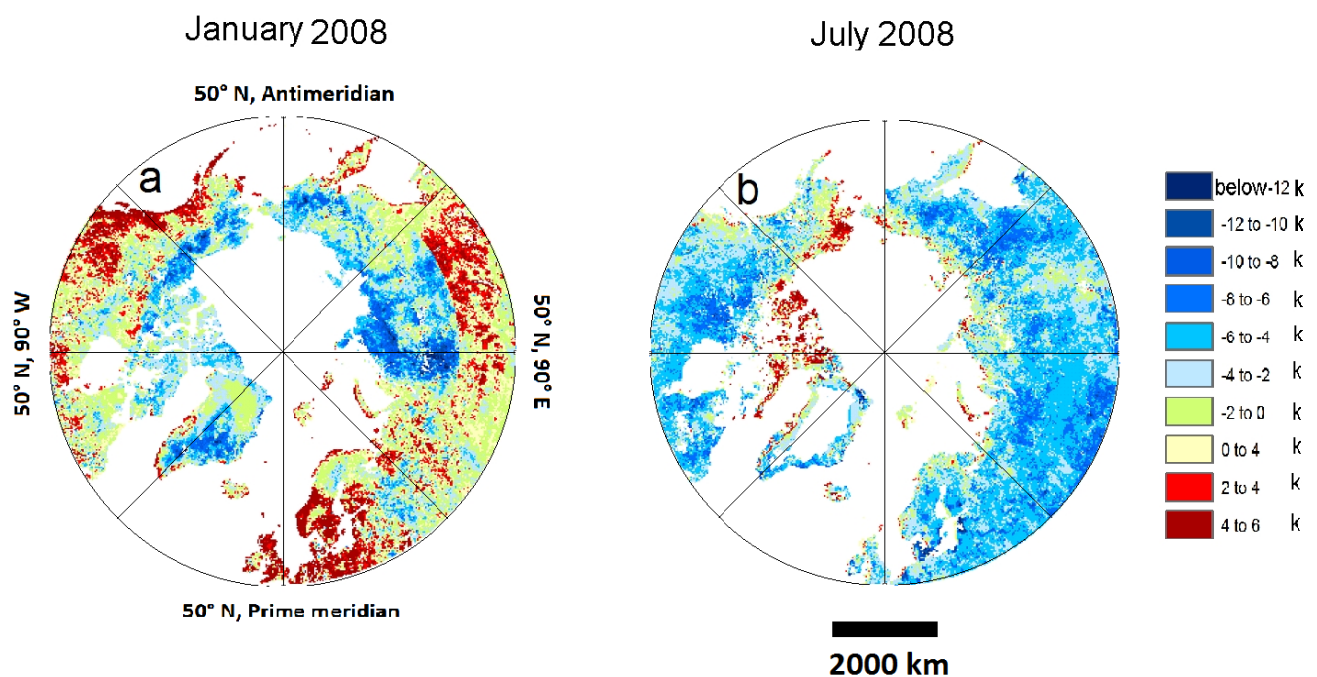 January 2008
July 2008
50° N, Antimeridian
a
b
50° N, 90° W
50° N, 90° E
50° N, Prime meridian
2000 km
below-12 k
-12 to -10 k
-10 to -8 k
-8 to -6 k
-6 to -4 k
-4 to -2 k
-2 to 0 k
0 to 4 k
2 to 4 k
4 to 6 k